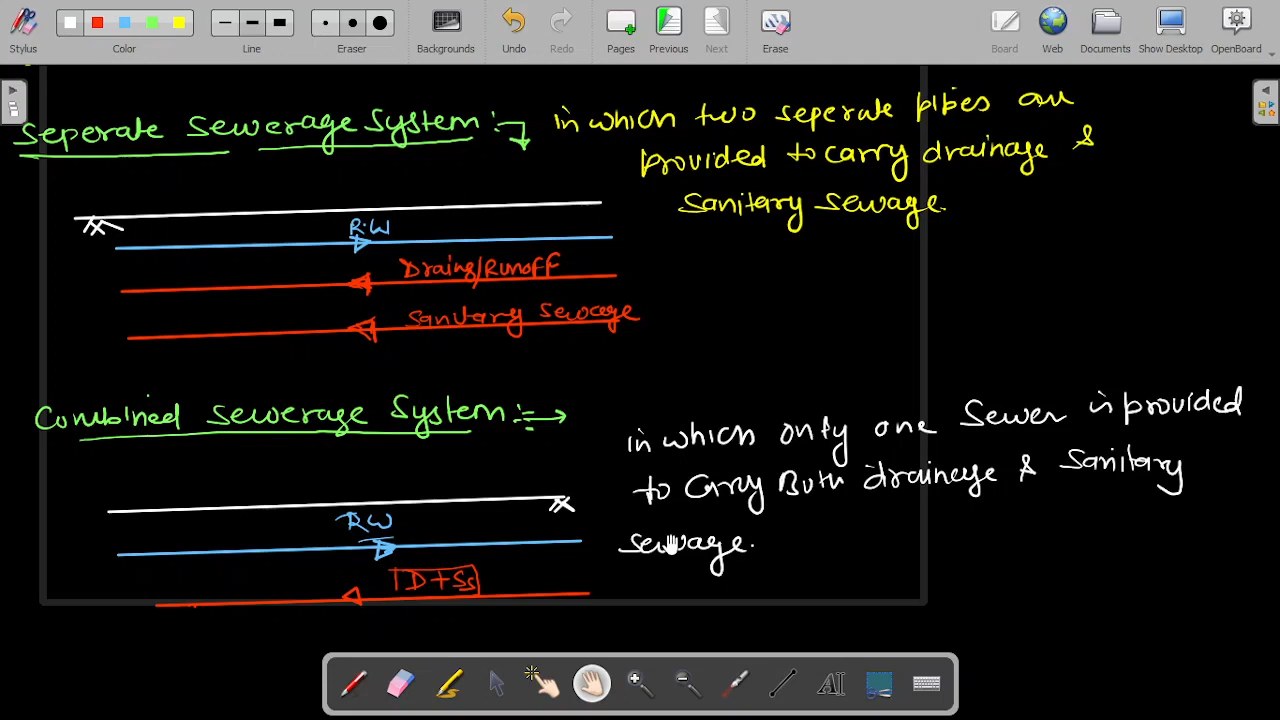 Stylus Color Line Eraser Backgrounds Undo Redo Pages Previous Next Erase Board Web Documents Show Desktop OpenBoard
Seperate Sewerage System :-
in which two seperate pipes are
provided to carry drainage &
Sanitary sewage.
R.W
Draing/Runoff
Sanitary Sewage
Combined Sewerage System :-
in which only one Sewer is provided
to carry Both drainage & Sanitary
sewage.
RW
D+SS